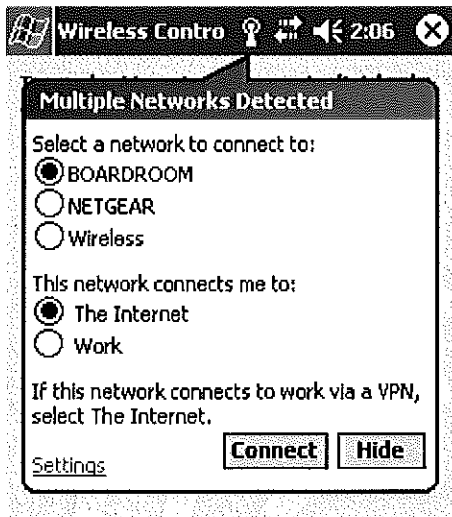 Wireless Contro 2:06
Multiple Networks Detected
Select a network to connect to:
BOARDROOM
NETGEAR
Wireless
This network connects me to:
The Internet
Work
If this network connects to work via a VPN,
select The Internet.
Connect Hide
Settings